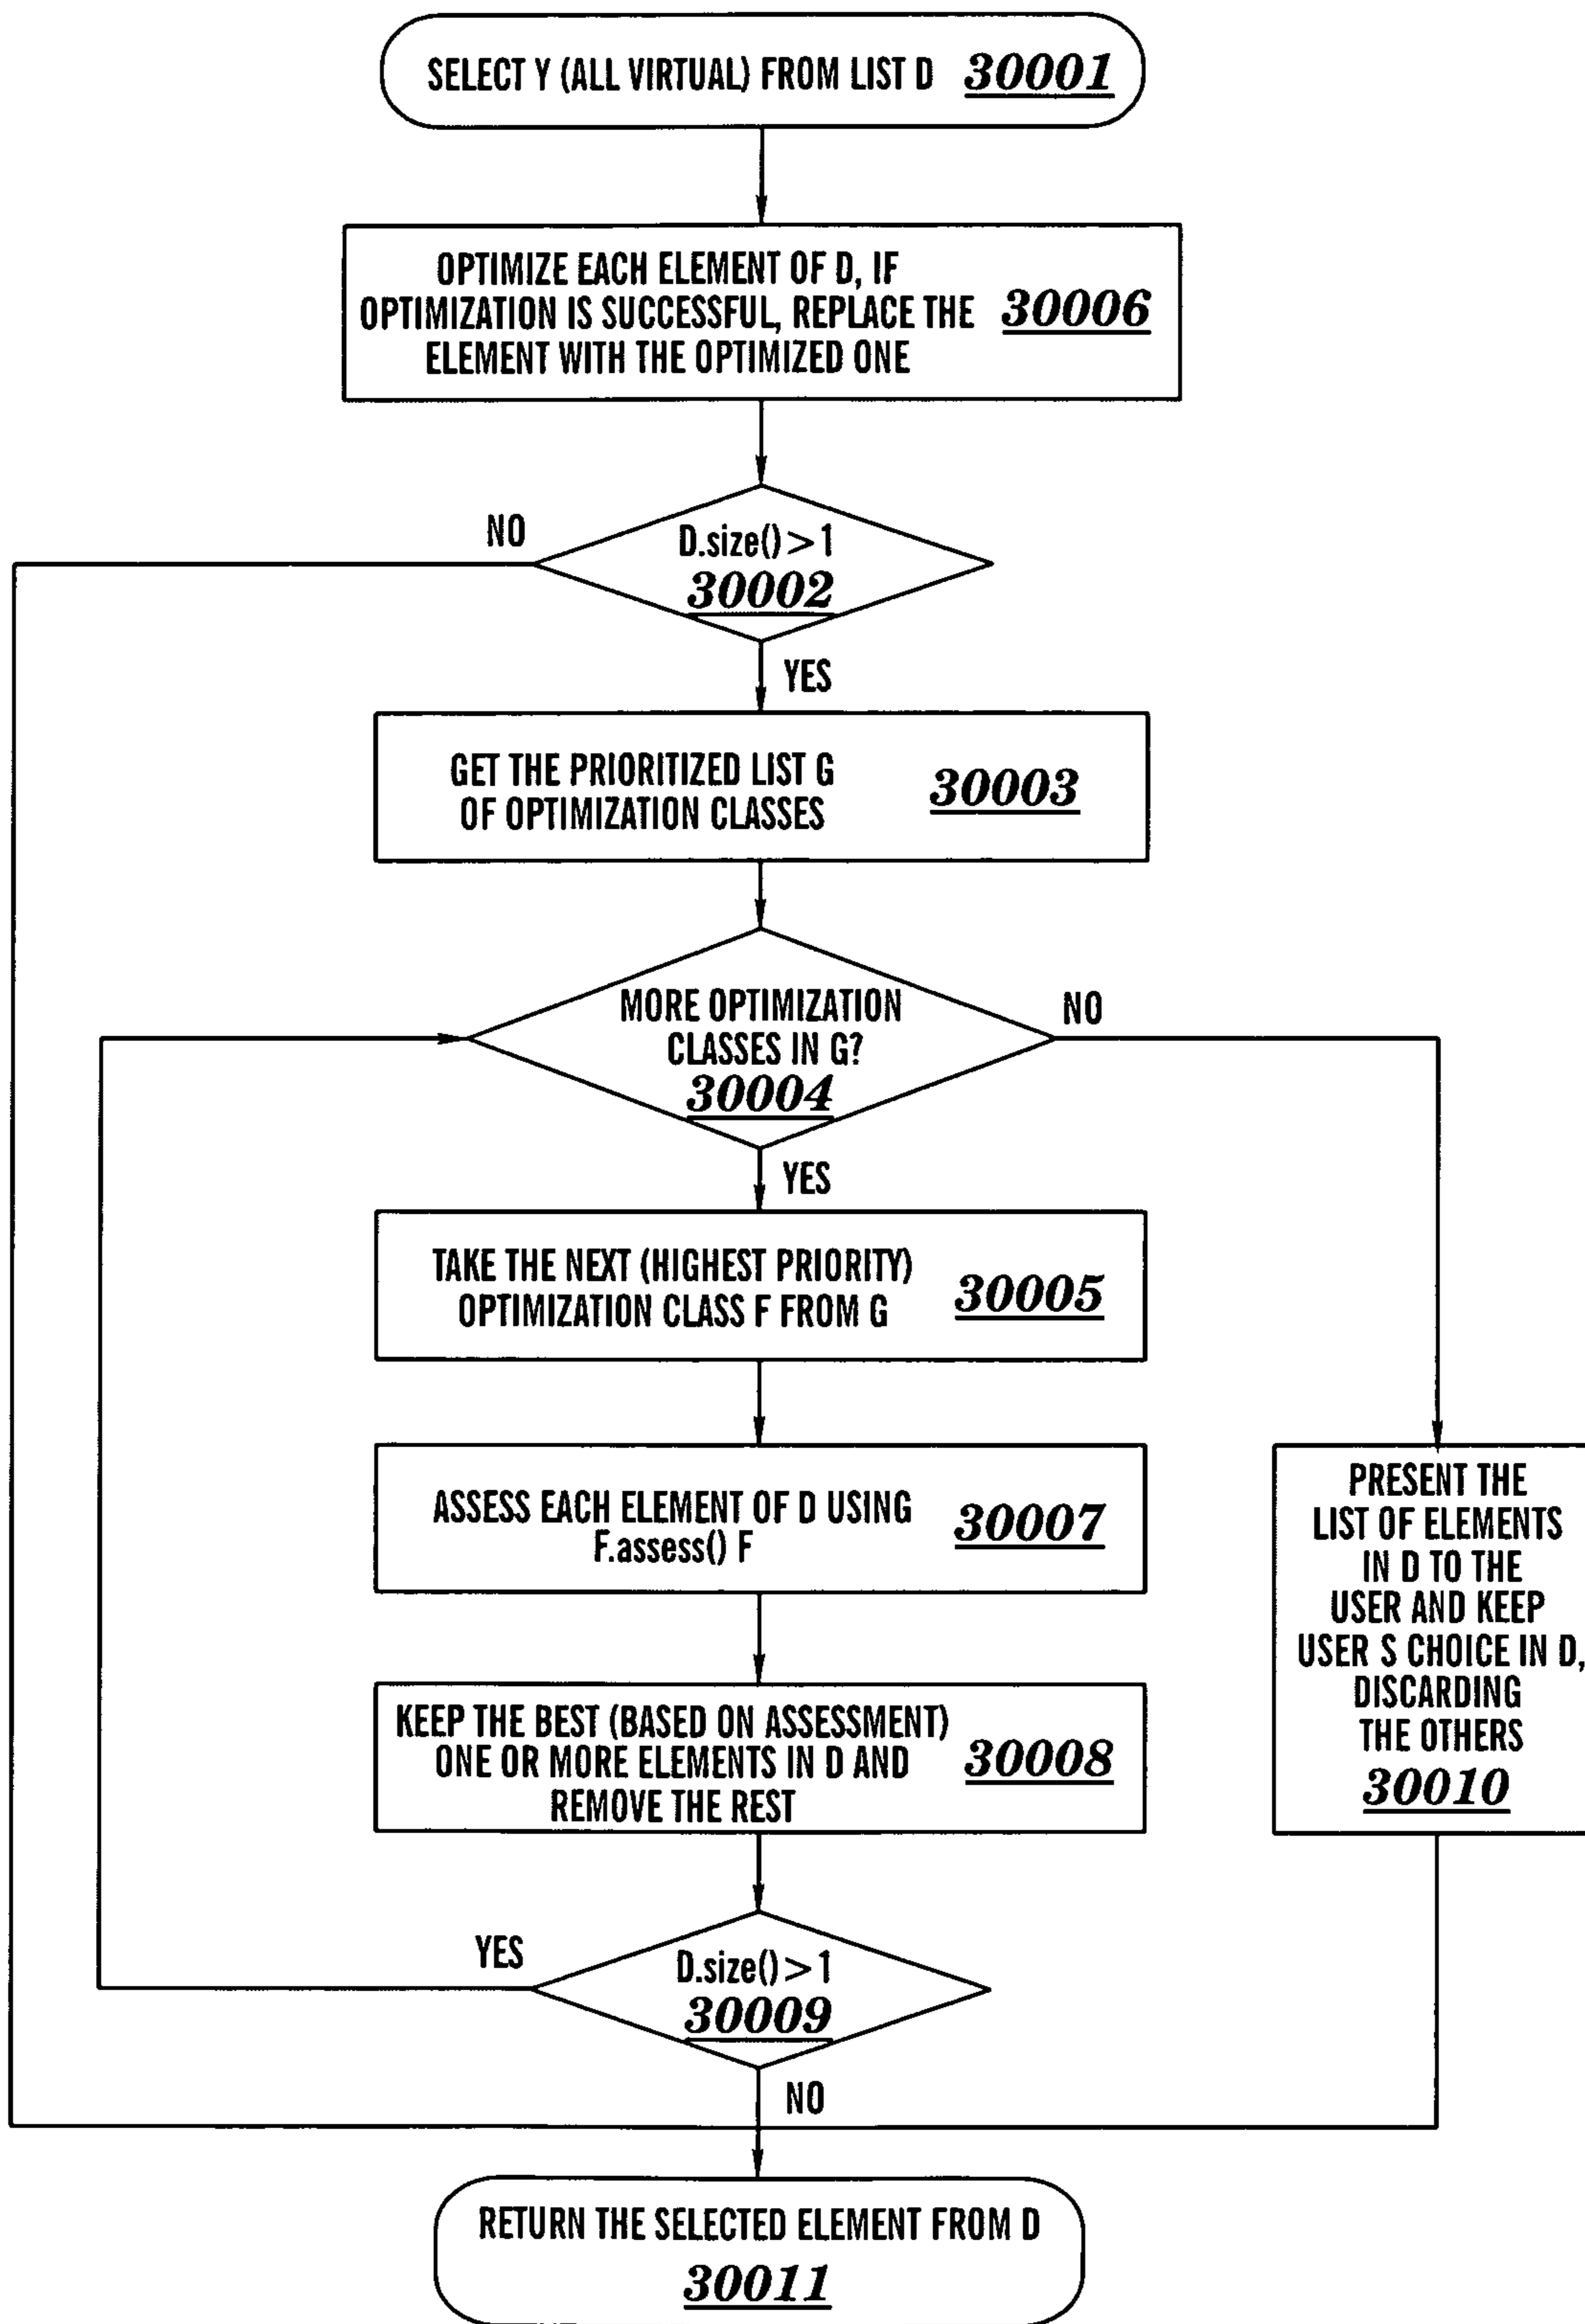 SELECT Y (ALL VIRTUAL) FROM LIST D 30001
OPTIMIZE EACH ELEMENT OF D, IF
OPTIMIZATION IS SUCCESSFUL, REPLACE THE 30006
ELEMENT WITH THE OPTIMIZED ONE
NO
D.size()>1
30002
YES
GET THE PRIORITIZED LIST G
OF OPTIMIZATION CLASSES
30003
MORE OPTIMIZATION
CLASSES IN G?
30004
NO
YES
TAKE THE NEXT (HIGHEST PRIORITY)
OPTIMIZATION CLASS F FROM G
30005
ASSESS EACH ELEMENT OF D USING
F.assess() F
30007
KEEP THE BEST (BASED ON ASSESSMENT)
ONE OR MORE ELEMENTS IN D AND
REMOVE THE REST
30008
PRESENT THE
LIST OF ELEMENTS
IN D TO THE
USER AND KEEP
USER S CHOICE IN D,
DISCARDING
THE OTHERS
30010
YES
D.size()>1
30009
NO
RETURN THE SELECTED ELEMENT FROM D
30011